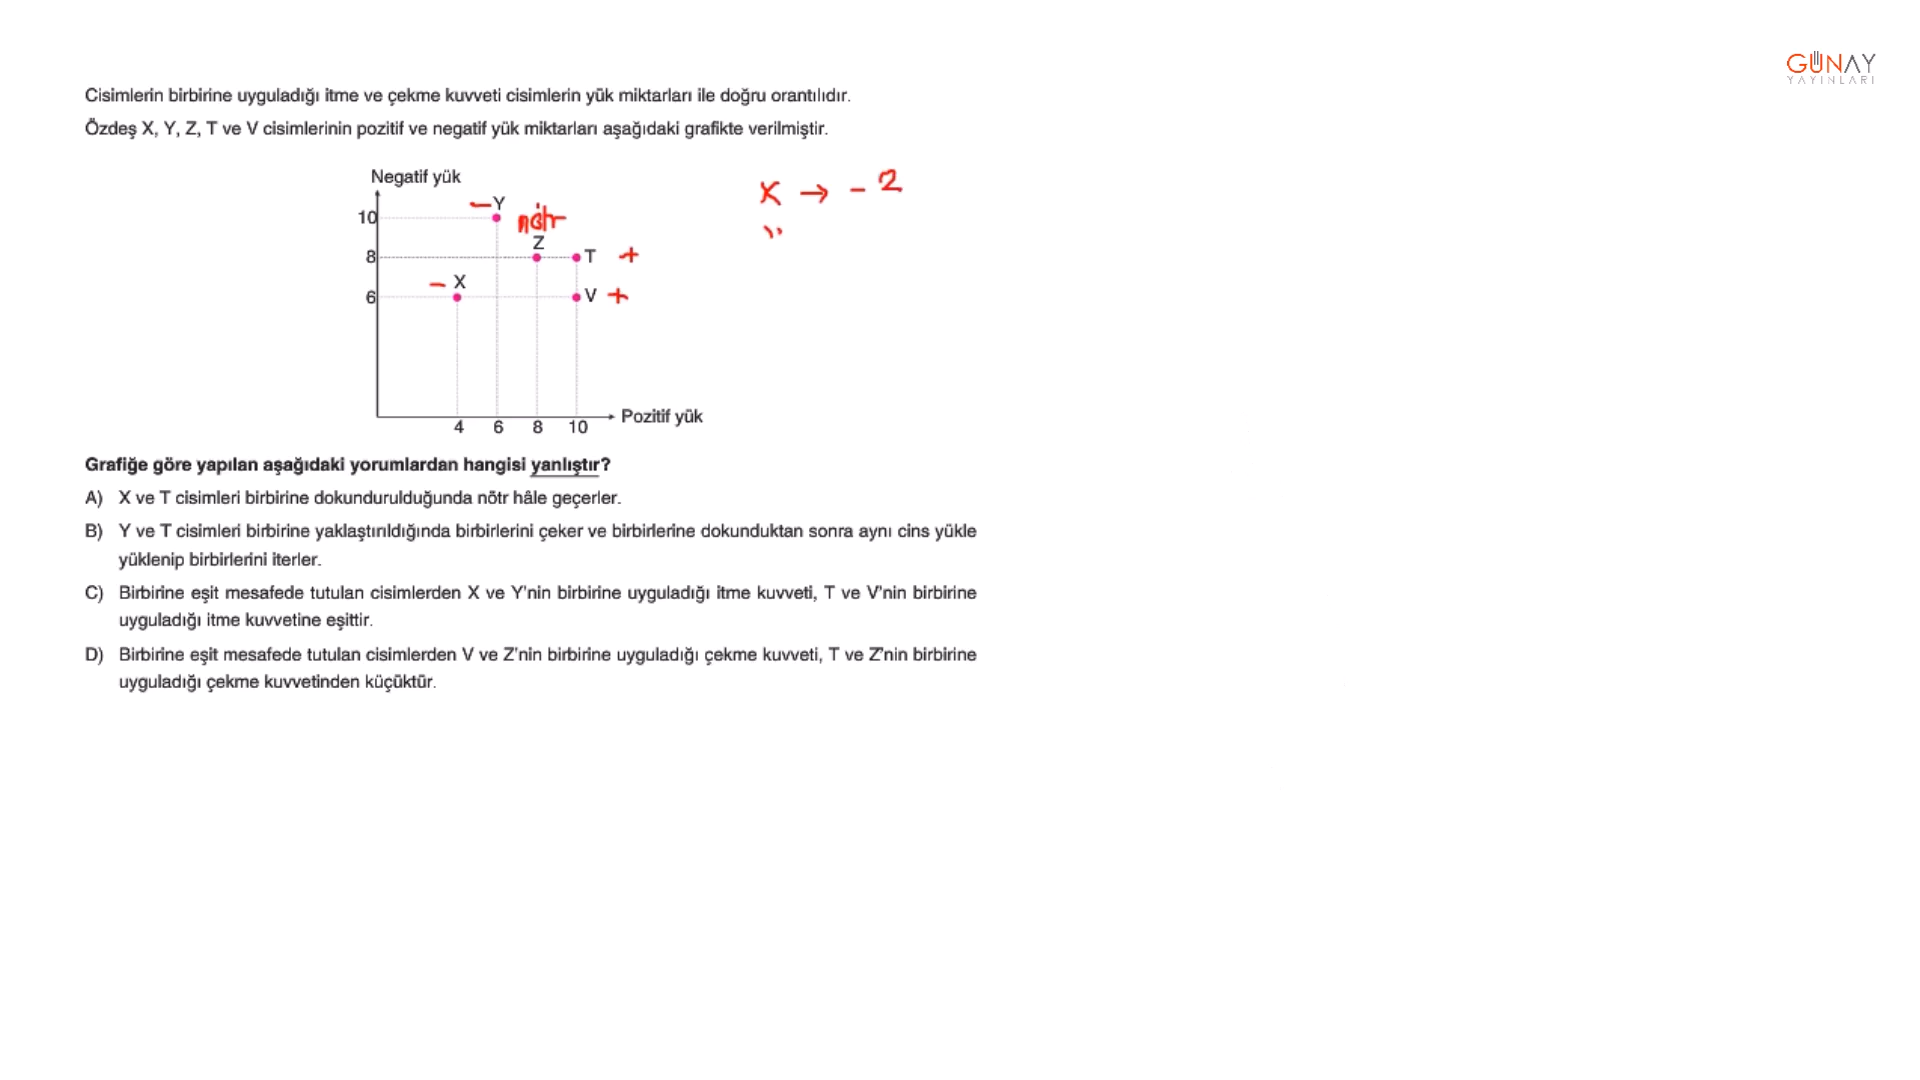 GÜNAY
YAYINLARI
Cisimlerin birbirine uyguladığı itme ve çekme kuvveti cisimlerin yük miktarları ile doğru orantılıdır.
Özdeş X, Y, Z, T ve V cisimlerinin pozitif ve negatif yük miktarları aşağıdaki grafikte verilmiştir.
Negatif yük
X → - 2
10
- Y
nötr
Z
8
T +
- X
6
V +
Pozitif yük
4 6 8 10
Grafiğe göre yapılan aşağıdaki yorumlardan hangisi yanlıştır?
A) X ve T cisimleri birbirine dokundurulduğunda nötr hâle geçerler.
B) Y ve T cisimleri birbirine yaklaştırıldığında birbirlerini çeker ve birbirlerine dokunduktan sonra aynı cins yükle
yüklenip birbirlerini iterler.
C) Birbirine eşit mesafede tutulan cisimlerden X ve Y'nin birbirine uyguladığı itme kuvveti, T ve V'nin birbirine
uyguladığı itme kuvvetine eşittir.
D) Birbirine eşit mesafede tutulan cisimlerden V ve Z'nin birbirine uyguladığı çekme kuvveti, T ve Z'nin birbirine
uyguladığı çekme kuvvetinden küçüktür.